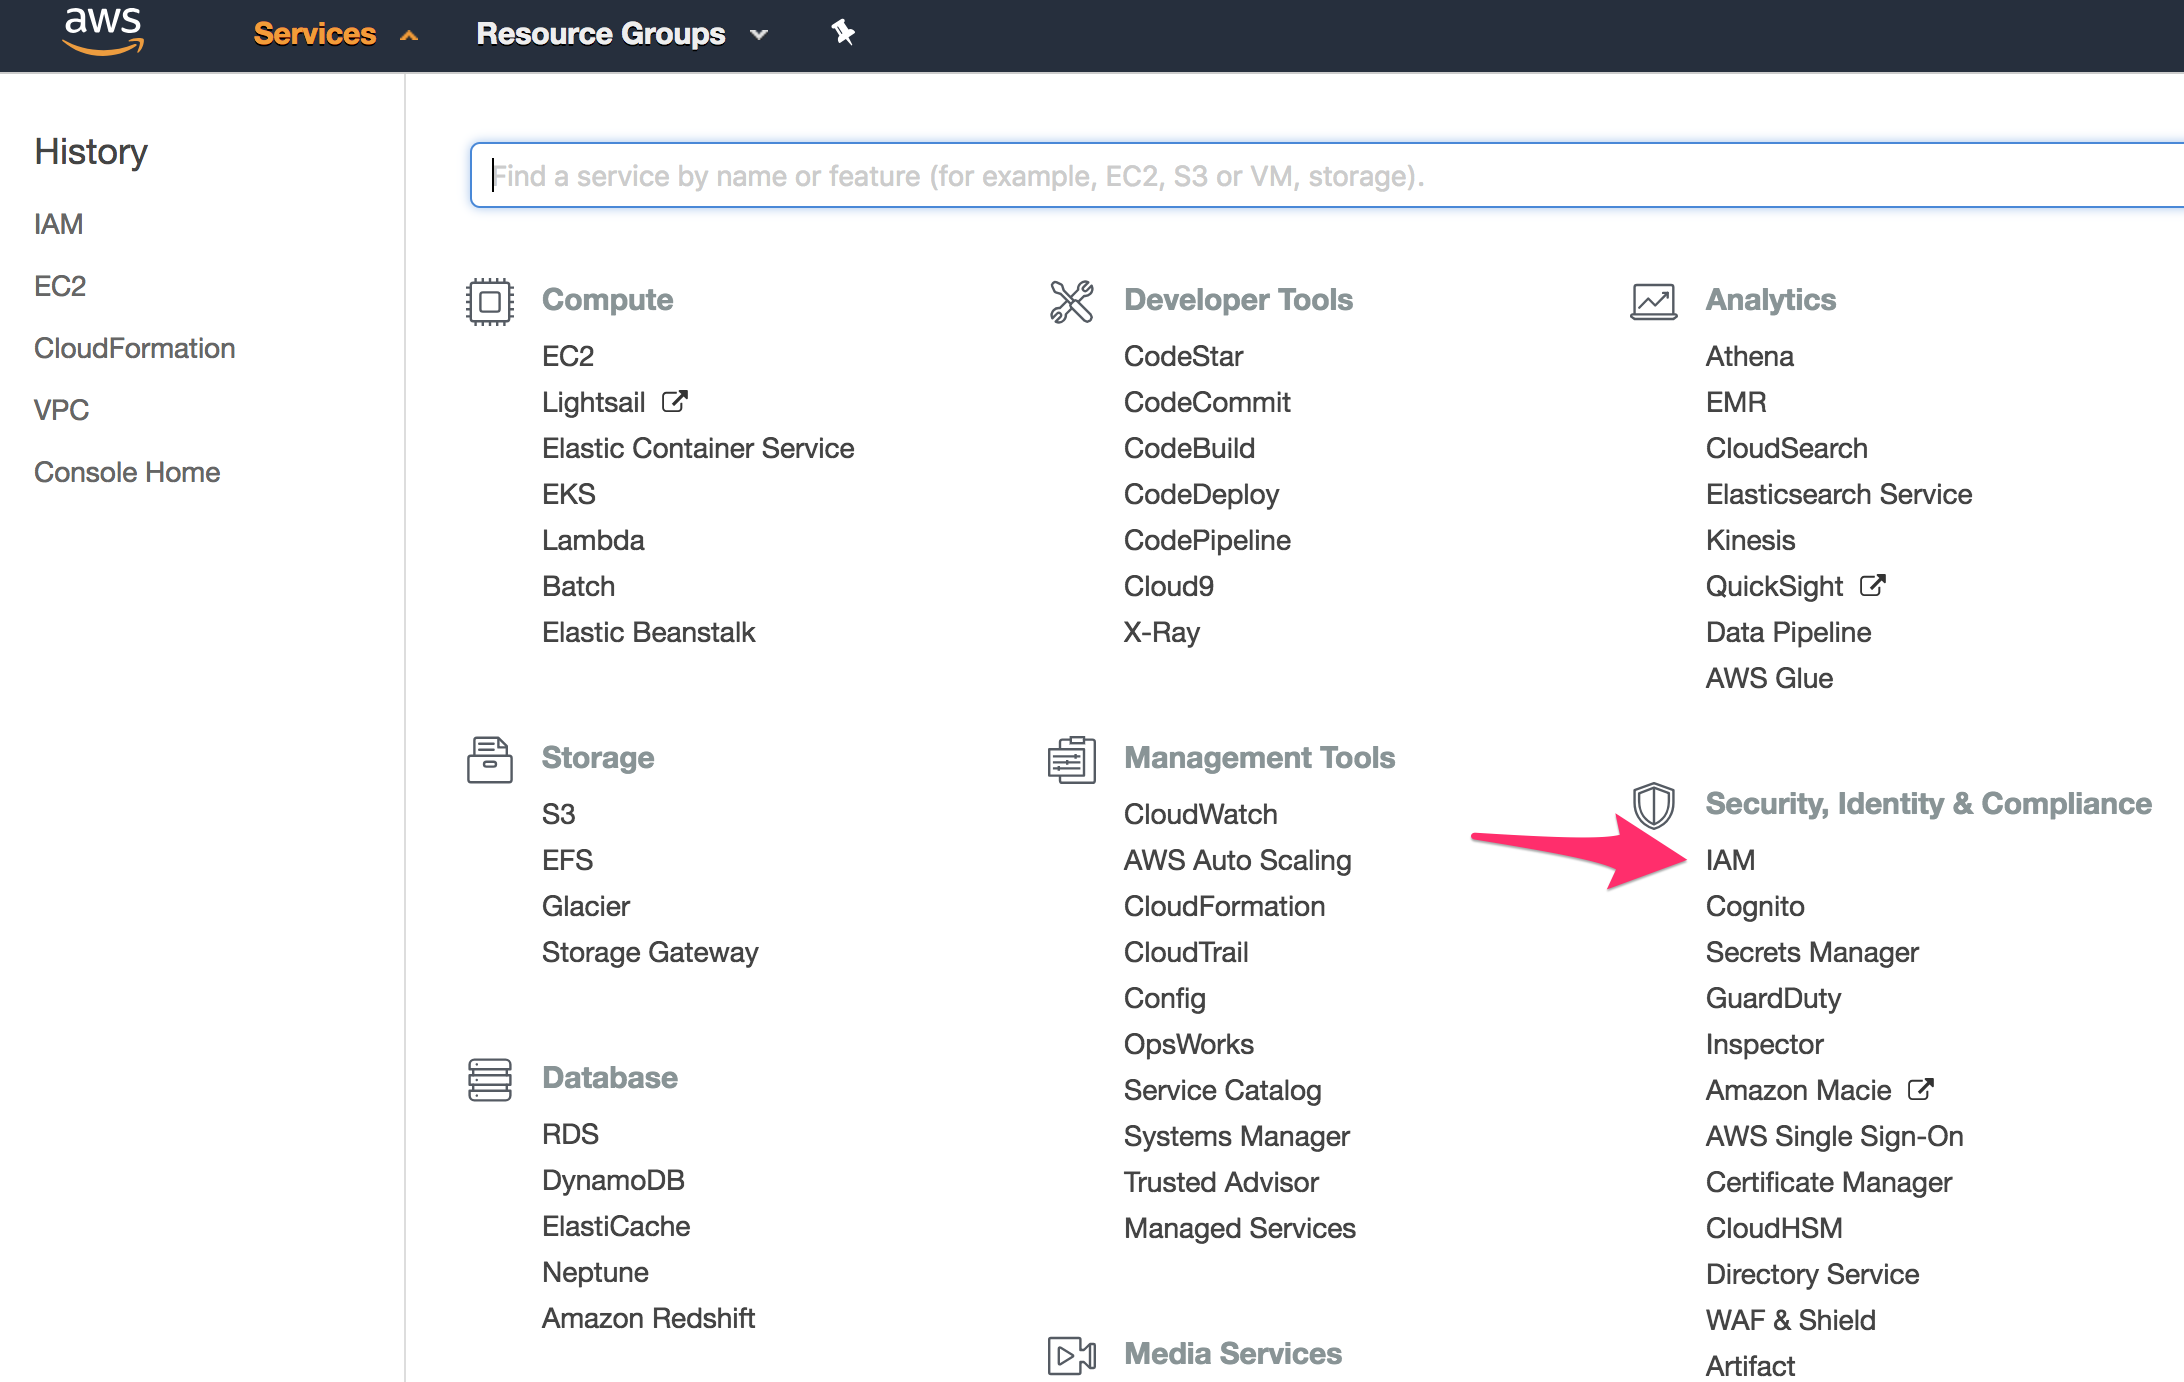 aws
Services
Resource Groups
History
IAM
EC2
CloudFormation
VPC
Console Home
Find a service by name or feature (for example, EC2, S3 or VM, storage).
Compute
EC2
Lightsail
Elastic Container Service
EKS
Lambda
Batch
Elastic Beanstalk
Storage
S3
EFS
Glacier
Storage Gateway
Database
RDS
DynamoDB
ElastiCache
Neptune
Amazon Redshift
Developer Tools
CodeStar
CodeCommit
CodeBuild
CodeDeploy
CodePipeline
Cloud9
X-Ray
Management Tools
CloudWatch
AWS Auto Scaling
CloudFormation
CloudTrail
Config
OpsWorks
Service Catalog
Systems Manager
Trusted Advisor
Managed Services
Media Services
Analytics
Athena
EMR
CloudSearch
Elasticsearch Service
Kinesis
QuickSight
Data Pipeline
AWS Glue
Security, Identity & Compliance
IAM
Cognito
Secrets Manager
GuardDuty
Inspector
Amazon Macie
AWS Single Sign-On
Certificate Manager
CloudHSM
Directory Service
WAF & Shield
Artifact